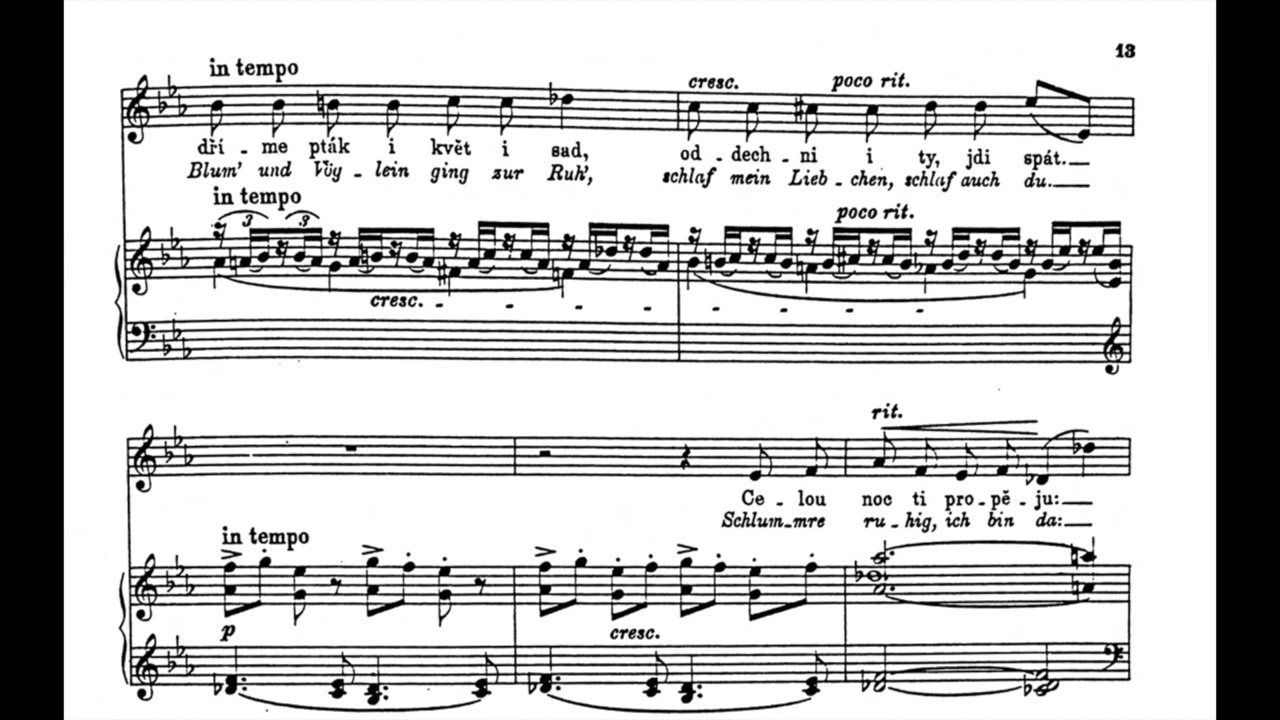 13
in tempo
cresc. poco rit.
dří - me pták i květ i sad, od - dech - ni i ty, jdi spát.
Blum' und Vög - lein ging zur Ruh', schlaf mein Lieb - chen, schlaf auch du.
in tempo
3 3
poco rit.
cresc. - - - - - - - -
rit.
Ce - lou noc ti pro - pě - ju:
Schlum - mre ru - hig, ich bin da:
in tempo
p cresc.